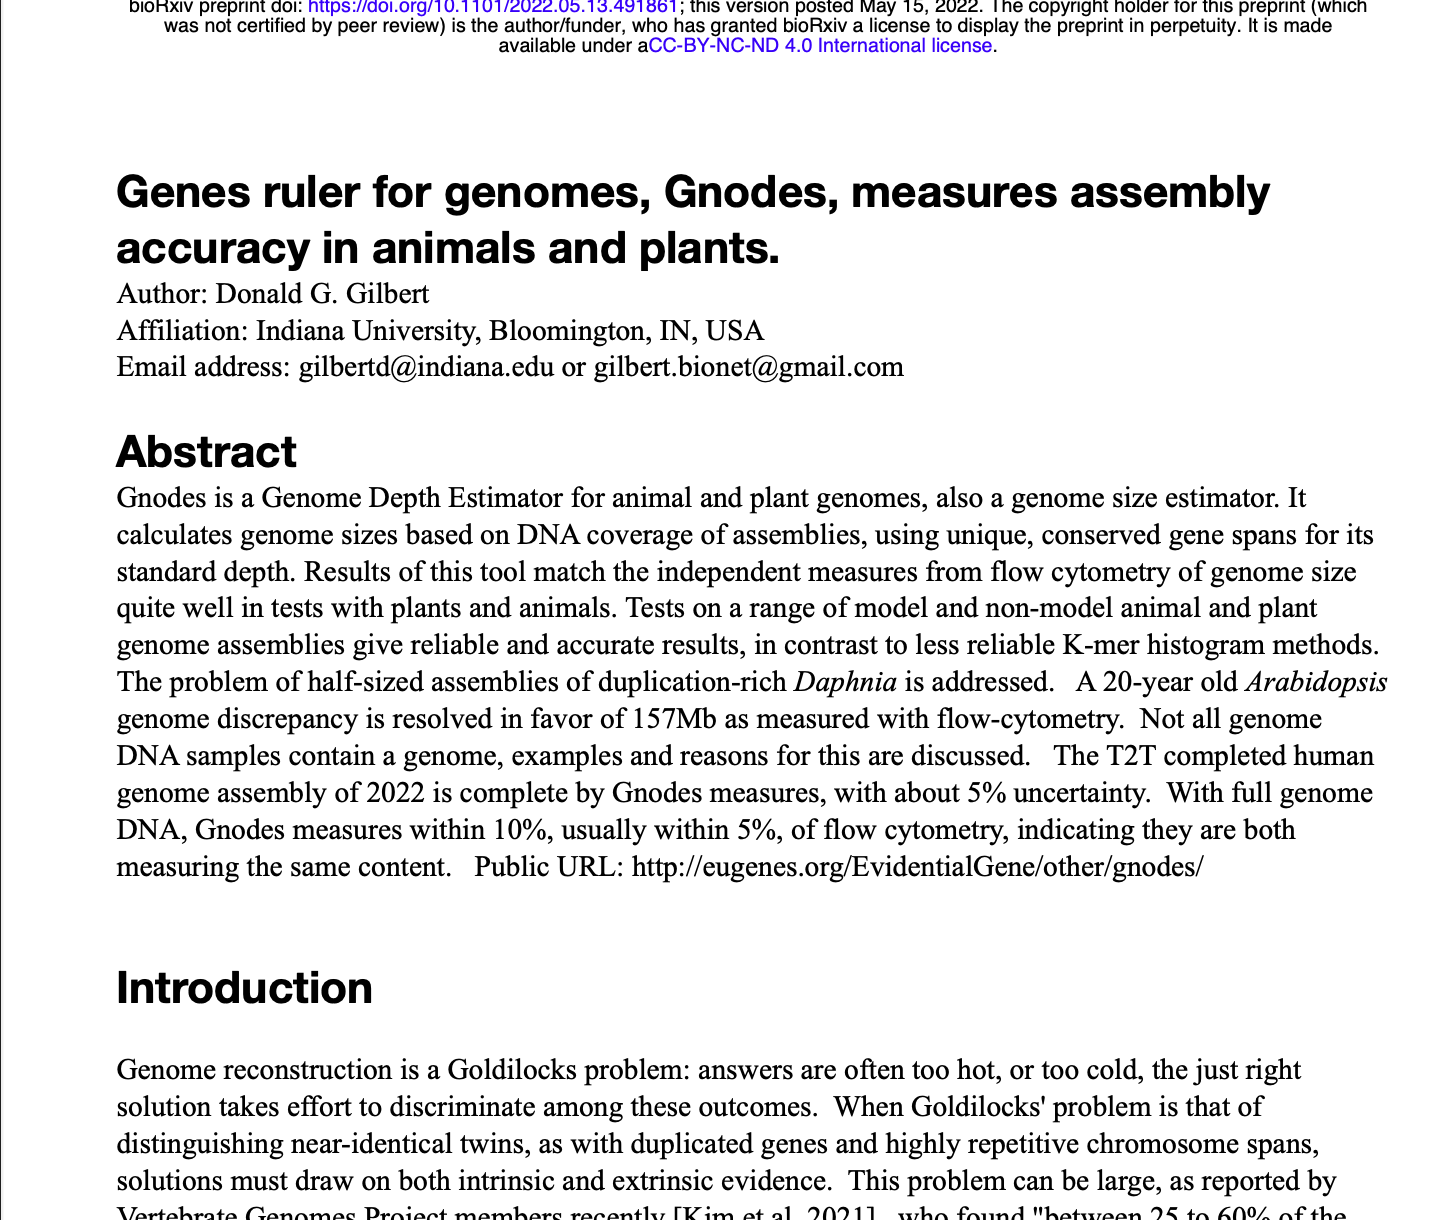 bioRxiv preprint doi: https://doi.org/10.1101/2022.05.13.491861; this version posted May 15, 2022. The copyright holder for this preprint (which
was not certified by peer review) is the author/funder, who has granted bioRxiv a license to display the preprint in perpetuity. It is made
available under aCC-BY-NC-ND 4.0 International license.
Genes ruler for genomes, Gnodes, measures assembly
accuracy in animals and plants.
Author: Donald G. Gilbert
Affiliation: Indiana University, Bloomington, IN, USA
Email address: gilbertd@indiana.edu or gilbert.bionet@gmail.com
Abstract
Gnodes is a Genome Depth Estimator for animal and plant genomes, also a genome size estimator. It
calculates genome sizes based on DNA coverage of assemblies, using unique, conserved gene spans for its
standard depth. Results of this tool match the independent measures from flow cytometry of genome size
quite well in tests with plants and animals. Tests on a range of model and non-model animal and plant
genome assemblies give reliable and accurate results, in contrast to less reliable K-mer histogram methods.
The problem of half-sized assemblies of duplication-rich Daphnia is addressed.   A 20-year old Arabidopsis
genome discrepancy is resolved in favor of 157Mb as measured with flow-cytometry.  Not all genome
DNA samples contain a genome, examples and reasons for this are discussed.   The T2T completed human
genome assembly of 2022 is complete by Gnodes measures, with about 5% uncertainty.  With full genome
DNA, Gnodes measures within 10%, usually within 5%, of flow cytometry, indicating they are both
measuring the same content.   Public URL: http://eugenes.org/EvidentialGene/other/gnodes/
Introduction
Genome reconstruction is a Goldilocks problem: answers are often too hot, or too cold, the just right
solution takes effort to discriminate among these outcomes.  When Goldilocks' problem is that of
distinguishing near-identical twins, as with duplicated genes and highly repetitive chromosome spans,
solutions must draw on both intrinsic and extrinsic evidence.  This problem can be large, as reported by
Vertebrate Genomes Project members recently [Kim et al. 2021],  who found "between 25 to 60% of the